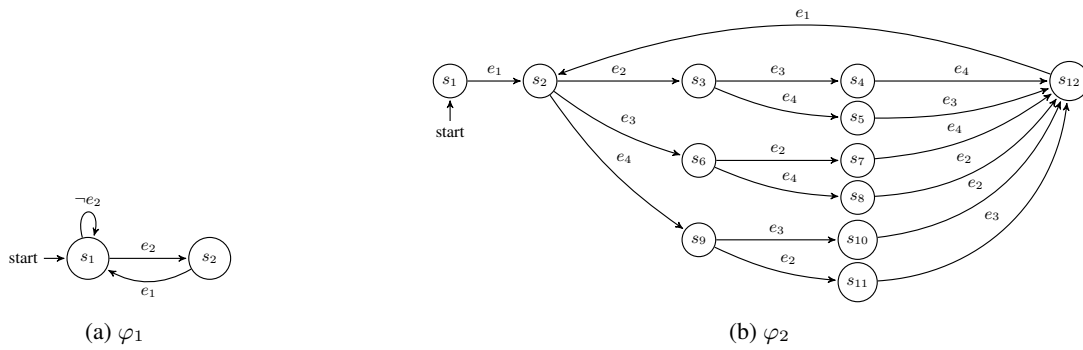 ¬e₂
start
s₁
e₂
s₂
e₁
(a) φ₁
e₁
s₁
e₁
s₂
e₂
s₃
e₃
s₄
e₄
s₁₂
start
e₄
s₅
e₃
e₃
s₆
e₂
s₇
e₄
e₄
s₈
e₂
e₄
s₉
e₃
s₁₀
e₂
e₂
s₁₁
e₃
(b) φ₂